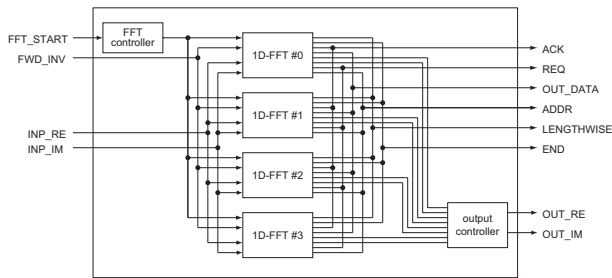 FFT_START
FFT
controller
FWD_INV
INP_RE
INP_IM
1D-FFT #0
1D-FFT #1
1D-FFT #2
1D-FFT #3
ACK
REQ
OUT_DATA
ADDR
LENGTHWISE
END
output
controller
OUT_RE
OUT_IM